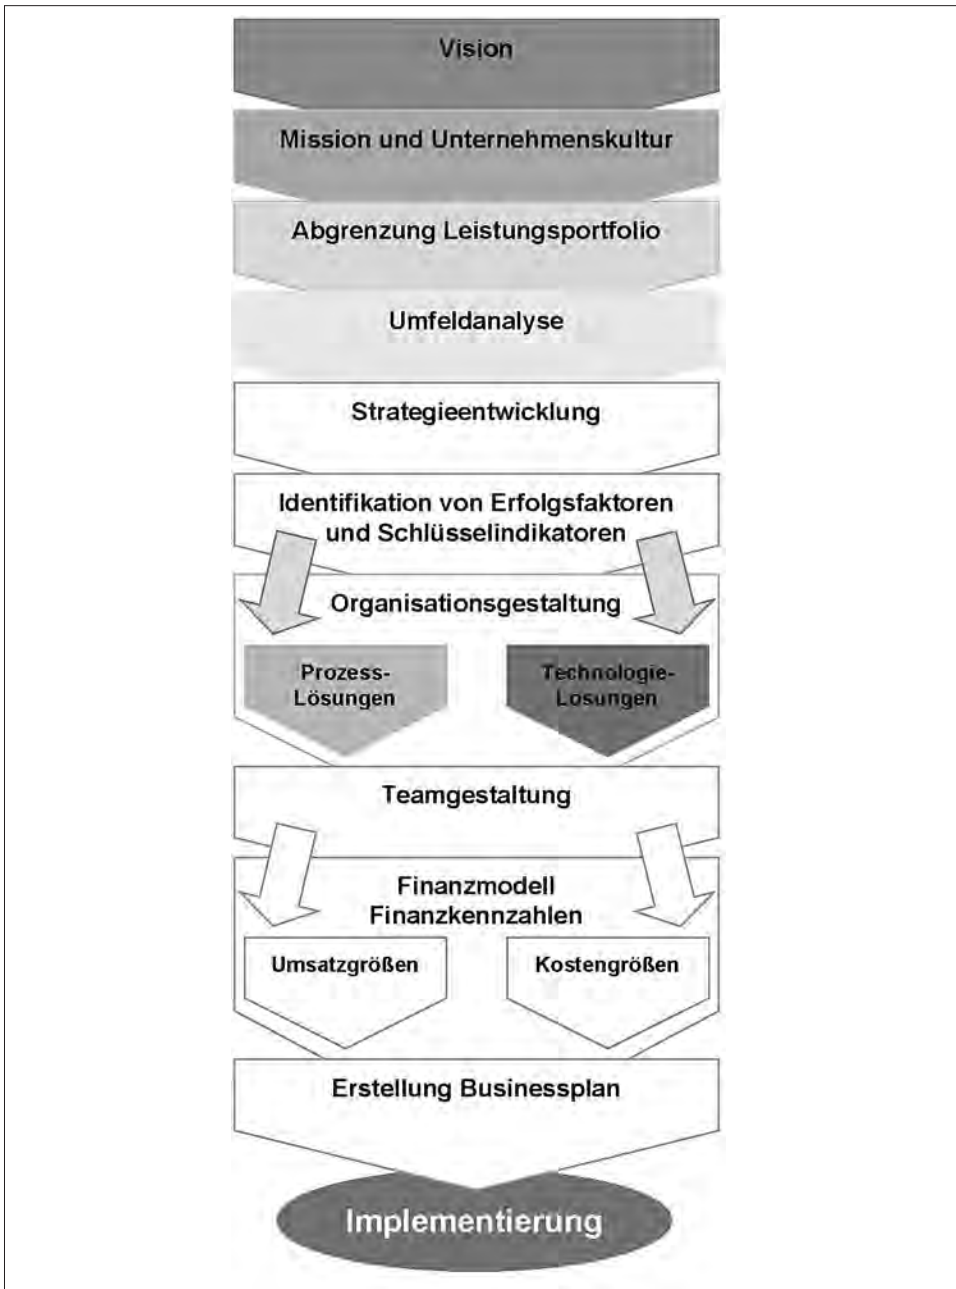 Vision
Mission und Unternehmenskultur
Abgrenzung Leistungsportfolio
Umfeldanalyse
Strategieentwicklung
Identifikation von Erfolgsfaktoren
und Schlüsselindikatoren
Organisationsgestaltung
Prozess-
Lösungen
Technologie-
Lösungen
Teamgestaltung
Finanzmodell
Finanzkennzahlen
Umsatzgrößen
Kostengrößen
Erstellung Businessplan
Implementierung